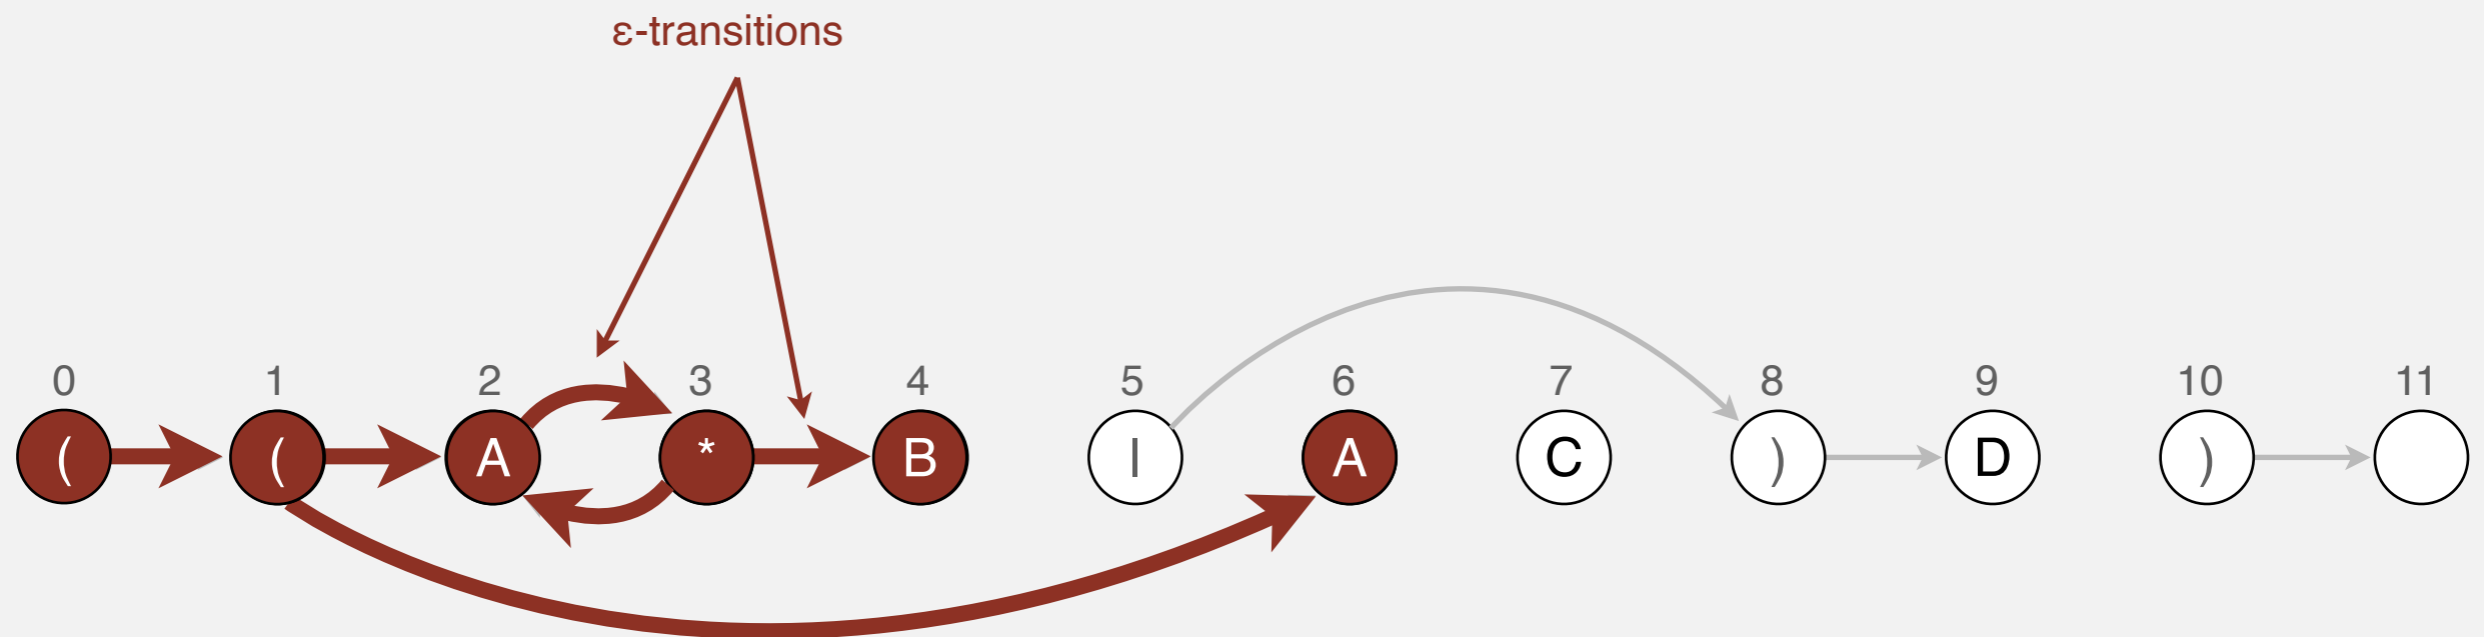 ε-transitions
0 1 2 3 4 5 6 7 8 9 10 11
( ( A * B | A C ) D )